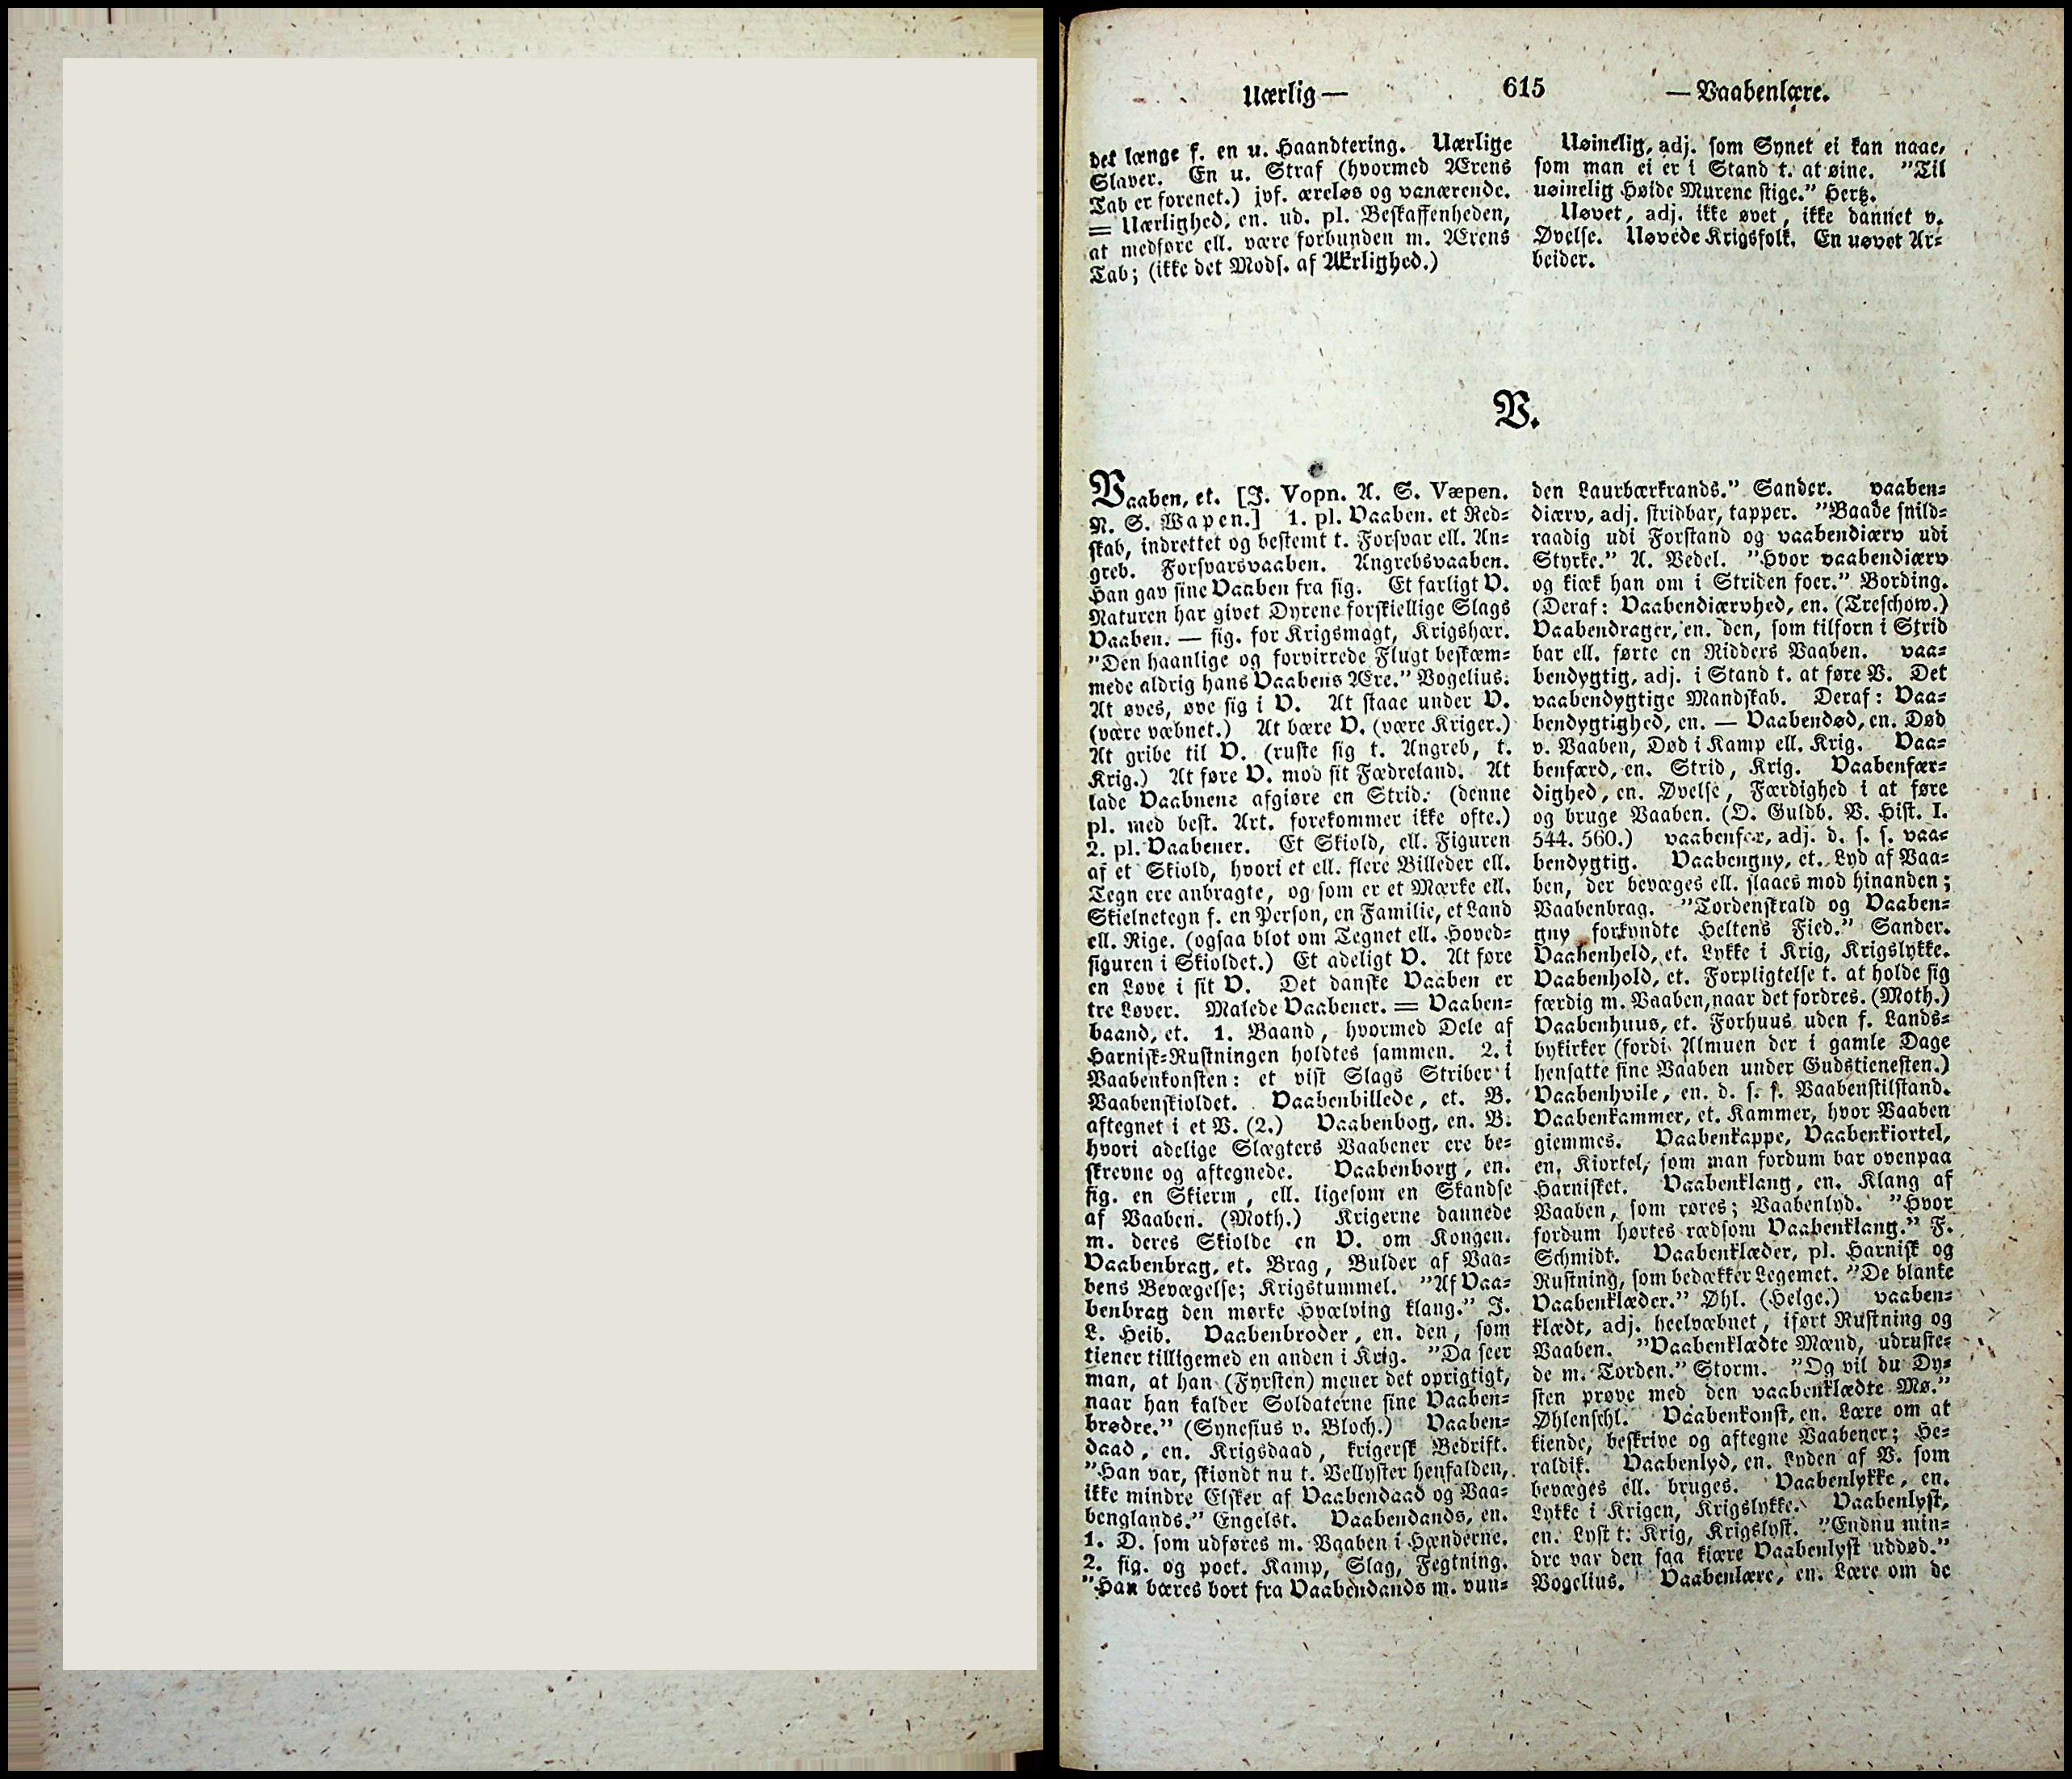 Uærlig —
615
— Vaabenlære.
det længe f. en u. Haandtering. Uærlige
Slaver. En u. Straf (hvormed Ærens
Tab er forenet.) jvf. æreløs og vanærende.
= Uærlighed, en. ud. pl. Beskaffenheden,
at medføre ell. være forbunden m. Ærens
Tab; (ikke det Mods. af Ærlighed.)
Uøinelig, adj. som Synet ei kan naae,
som man ei er i Stand t. at øine. "Til
uøinelig Høide Murene stige." Hertz.
Uøvet, adj. ikke øvet, ikke dannet v.
Øvelse. Uøvede Krigsfolk. En uøvet Ar-
beider.
V.
Vaaben, et. [J. Vopn. A. S. Væpen.
N. S. Wapen.] 1. pl. Vaaben. et Red-
skab, indrettet og bestemt t. Forsvar ell. An-
greb. Forsvarsvaaben. Angrebsvaaben.
Han gav sine Vaaben fra sig. Et farligt V.
Naturen har givet Dyrene forskiellige Slags
Vaaben. — fig. for Krigsmagt, Krigshær.
"Den haanlige og forvirrede Flugt beskæm-
mede aldrig hans Vaabens Ære." Vogelius.
At øves, øve sig i V. At staae under V.
(være væbnet.) At bære V. (være Kriger.)
At gribe til V. (ruste sig t. Angreb, t.
Krig.) At føre V. mod sit Fædreland. At
lade Vaabnene afgiøre en Strid. (denne
pl. med best. Art. forekommer ikke ofte.)
2. pl. Vaabener. Et Skiold, ell. Figuren
af et Skiold, hvori et ell. flere Billeder ell.
Tegn ere anbragte, og som er et Mærke ell.
Skielnetegn f. en Person, en Familie, et Land
ell. Rige. (ogsaa blot om Tegnet ell. Hoved-
figuren i Skioldet.) Et adeligt V. At føre
en Løve i sit V. Det danske Vaaben er
tre Løver. Malede Vaabener. = Vaaben-
baand, et. 1. Baand, hvormed Dele af
Harnisk-Rustningen holdtes sammen. 2. i
Vaabenkonsten: et vist Slags Striber i
Vaabenskioldet. Vaabenbillede, et. B.
aftegnet i et V. (2.) Vaabenbog, en. B.
hvori adelige Slægters Vaabener ere be-
skrevne og aftegnede. Vaabenborg, en.
fig. en Skierm, ell. ligesom en Skandse
af Vaaben. (Moth.) Krigerne dannede
m. deres Skiolde en V. om Kongen.
Vaabenbrag, et. Brag, Bulder af Vaa-
bens Bevægelse; Krigstummel. "Af Vaa-
benbrag den mørke Hvælving klang." J.
L. Heib. Vaabenbroder, en. den, som
tiener tilligemed en anden i Krig. "Da seer
man, at han (Fyrsten) mener det oprigtigt,
naar han kalder Soldaterne sine Vaaben-
brødre." (Synesius v. Bloch.) Vaaben-
daad, en. Krigsdaad, krigersk Bedrift.
"Han var, skiøndt nu t. Vellyster henfalden,
ikke mindre Elsker af Vaabendaad og Vaa-
benglands." Engelst. Vaabendands, en.
1. D. som udføres m. Vaaben i Hænderne.
2. fig. og poet. Kamp, Slag, Fegtning.
"Han bæres bort fra Vaabendands m. vun-
den Laurbærkrands." Sander. vaaben-
diærv, adj. stridbar, tapper. "Baade snild-
raadig udi Forstand og vaabendiærv udi
Styrke." A. Vedel. "Hvor vaabendiærv
og kiæk han om i Striden foer." Bording.
(Deraf: Vaabendiærvhed, en. (Treschow.)
Vaabendrager, en. den, som tilforn i Strid
bar ell. førte en Ridders Vaaben. vaa-
bendygtig, adj. i Stand t. at føre V. Det
vaabendygtige Mandskab. Deraf: Vaa-
bendygtighed, en. — Vaabendød, en. Død
v. Vaaben, Død i Kamp ell. Krig. Vaa-
benfærd, en. Strid, Krig. Vaabenfær-
dighed, en. Øvelse, Færdighed i at føre
og bruge Vaaben. (O. Guldb. V. Hist. I.
544. 560.) vaabenfør, adj. d. s. s. vaa-
bendygtig. Vaabengny, et. Lyd af Vaa-
ben, der bevæges ell. slaaes mod hinanden;
Vaabenbrag. "Tordenskrald og Vaaben-
gny forkyndte Heltens Fied." Sander.
Vaabenheld, et. Lykke i Krig, Krigslykke.
Vaabenhold, et. Forpligtelse t. at holde sig
færdig m. Vaaben, naar det fordres. (Moth.)
Vaabenhuus, et. Forhuus uden f. Lands-
bykirker (fordi Almuen der i gamle Dage
hensatte sine Vaaben under Gudstienesten.)
Vaabenhvile, en. d. s. s. Vaabenstilstand.
Vaabenkammer, et. Kammer, hvor Vaaben
giemmes. Vaabenkappe, Vaabenkiortel,
en. Kiortel, som man fordum bar ovenpaa
Harnisket. Vaabenklang, en. Klang af
Vaaben, som røres; Vaabenlyd. "Hvor
fordum hørtes rædsom Vaabenklang." F.
Schmidt. Vaabenklæder, pl. Harnisk og
Rustning, som bedækker Legemet. "De blanke
Vaabenklæder." Øhl. (Helge.) vaaben-
klædt, adj. heelvæbnet, iført Rustning og
Vaaben. "Vaabenklædte Mænd, udruste-
de m. Torden." Storm. "Og vil du Dy-
sten prøve med den vaabenklædte Mø."
Øhlenschl. Vaabenkonst, en. Lære om at
kiende, beskrive og aftegne Vaabener; He-
raldik. Vaabenlyd, en. Lyden af V. som
bevæges ell. bruges. Vaabenlykke, en.
Lykke i Krigen, Krigslykke. Vaabenlyst,
en. Lyst t. Krig, Krigslyst. "Endnu min-
dre var den saa kiære Vaabenlyst uddød."
Vogelius. Vaabenlære, en. Lære om de